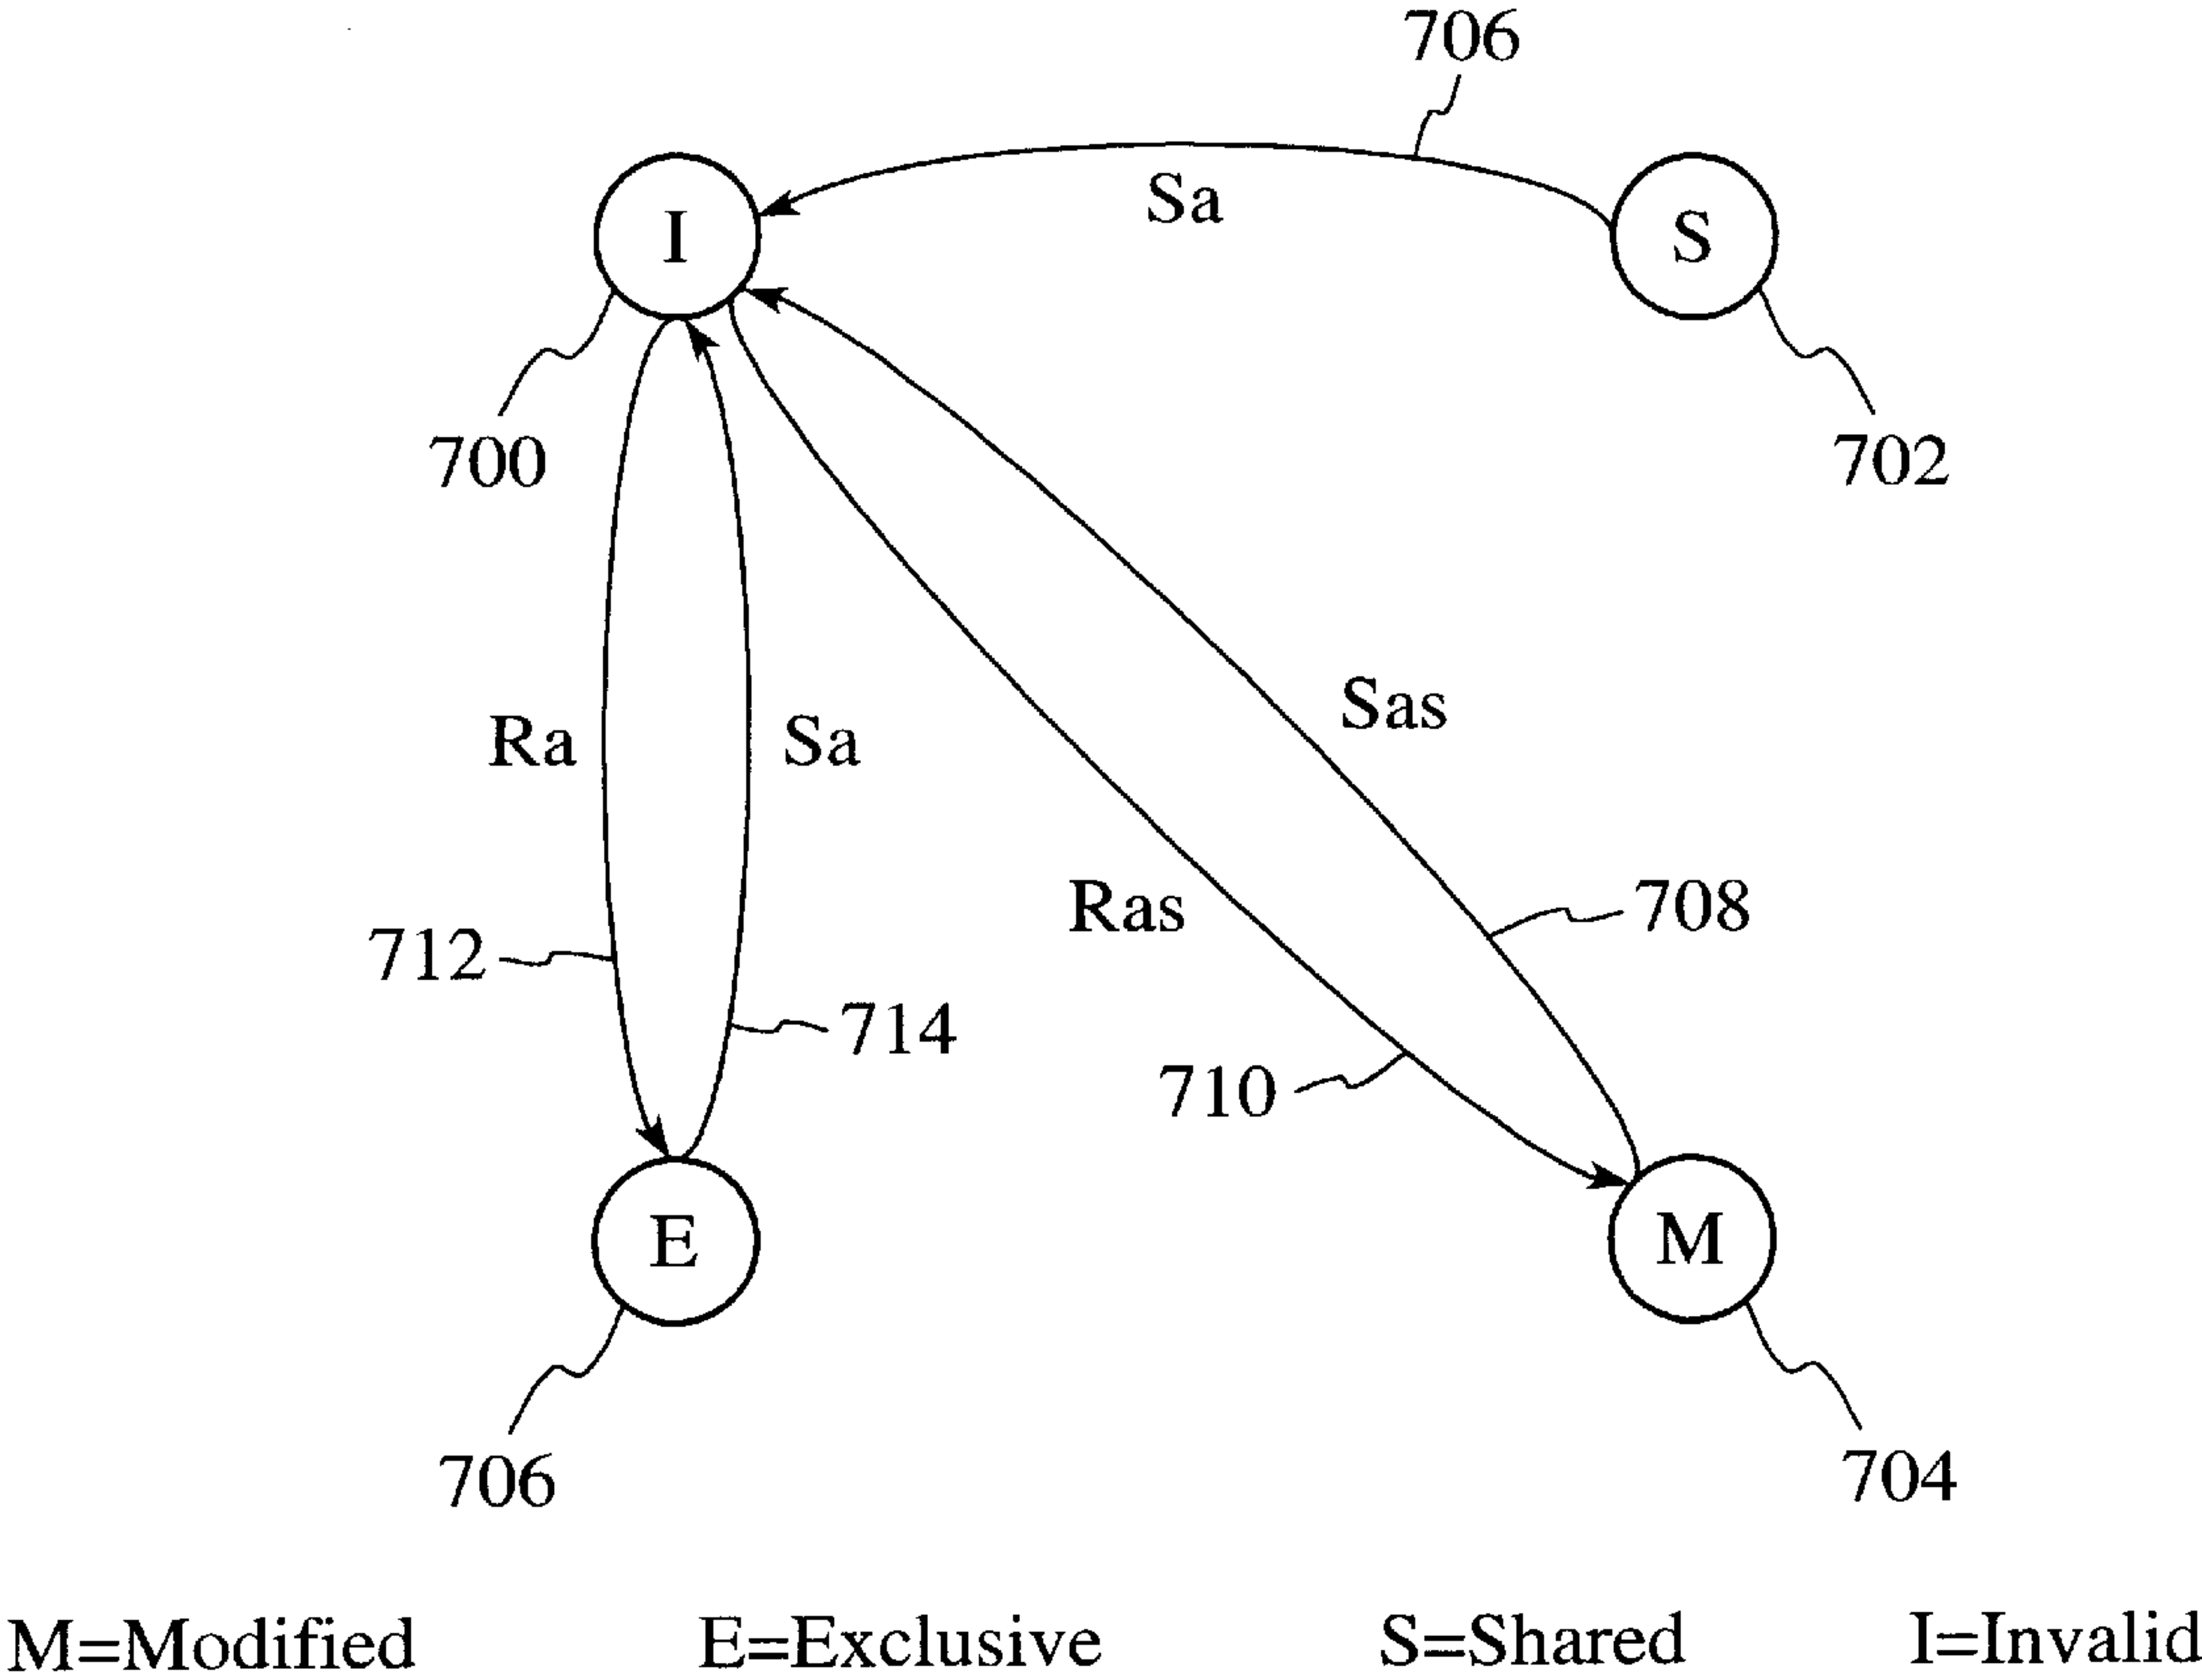 706
I
Sa
S
700
702
Ra
Sa
Sas
Ras
708
712
714
710
E
M
706
704
M=Modified E=Exclusive S=Shared I=Invalid